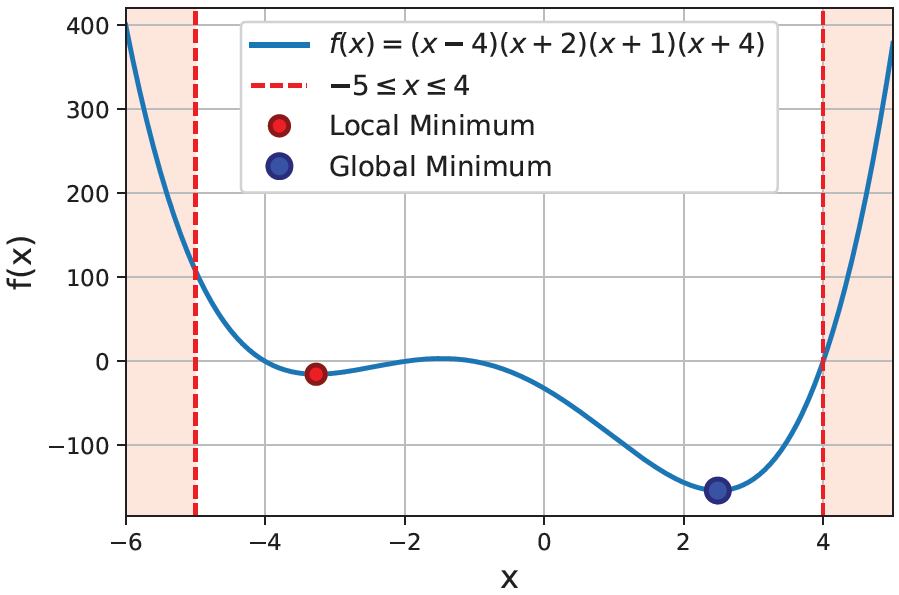 400
300
200
100
0
−100
f(x)
f(x) = (x − 4)(x + 2)(x + 1)(x + 4)
−5 ≤ x ≤ 4
Local Minimum
Global Minimum
−6 −4 −2 0 2 4
x